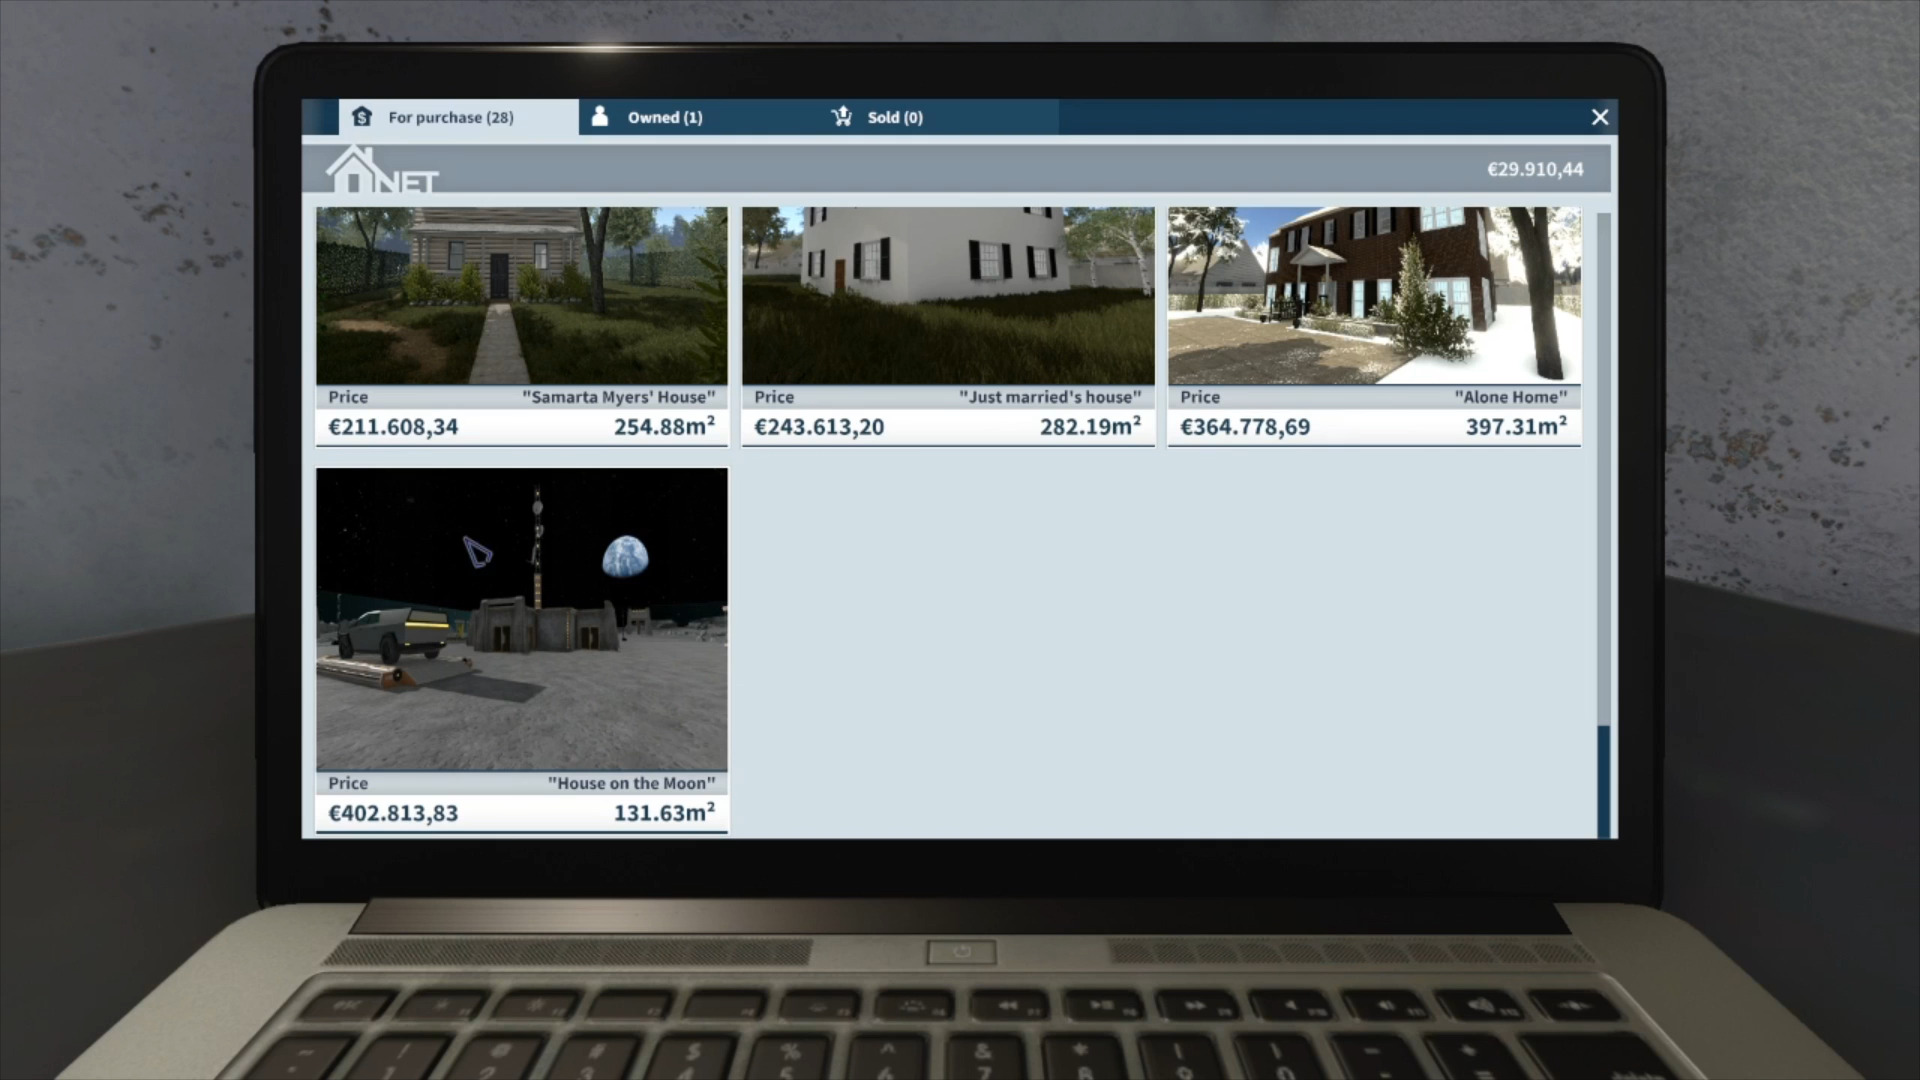 For purchase (28)
Owned (1)
Sold (0)
NET
€29.910,44
Price "Samarta Myers' House"
€211.608,34 254.88m²
Price "Just married's house"
€243.613,20 282.19m²
Price "Alone Home"
€364.778,69 397.31m²
Price "House on the Moon"
€402.813,83 131.63m²